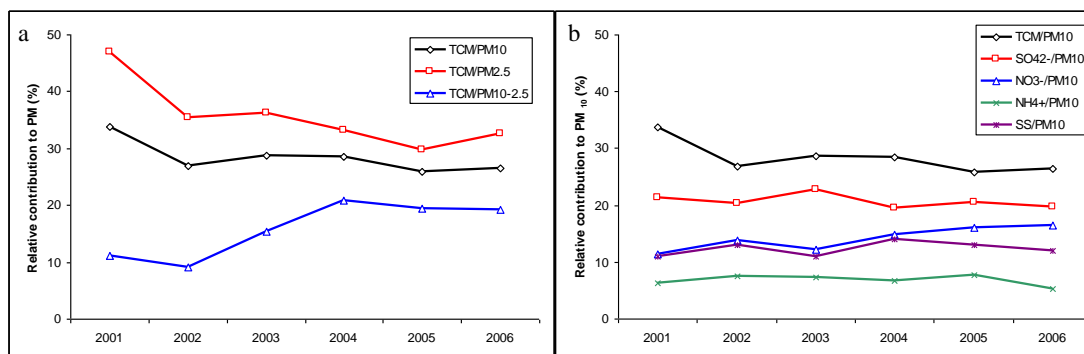 a
Relative contribution to PM (%)
50
40
30
20
10
0
2001 2002 2003 2004 2005 2006
TCM/PM10
TCM/PM2.5
TCM/PM10-2.5
b
Relative contribution to PM 10 (%)
50
40
30
20
10
0
2001 2002 2003 2004 2005 2006
TCM/PM10
SO42-/PM10
NO3-/PM10
NH4+/PM10
SS/PM10